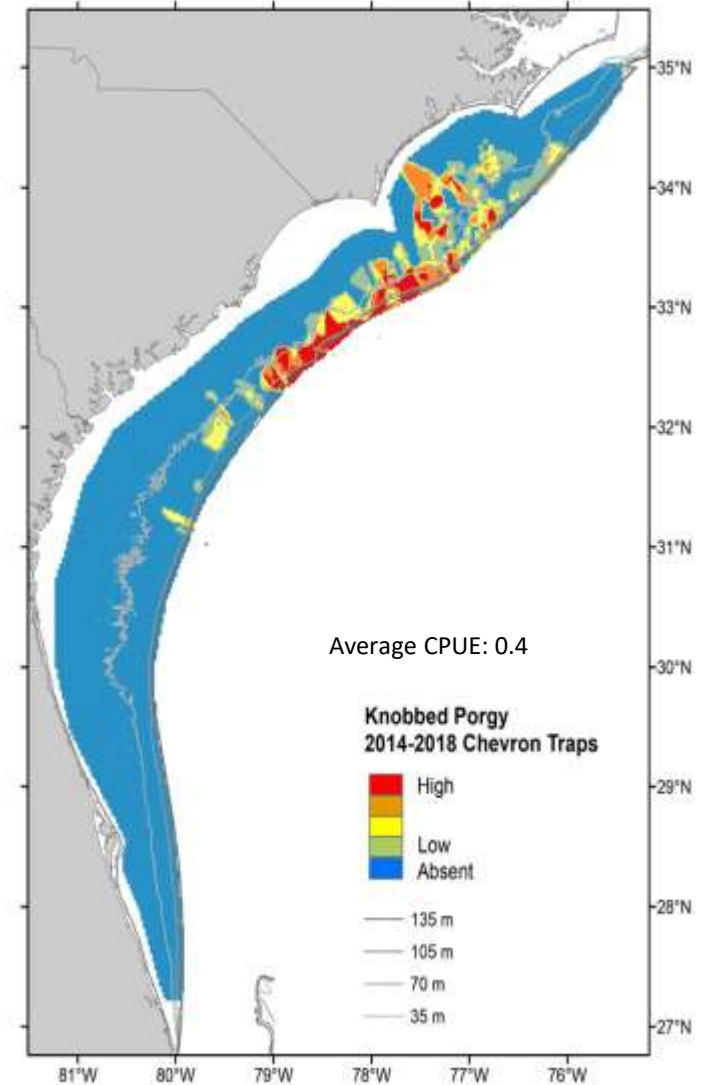 35°N
34°N
33°N
32°N
31°N
Average CPUE: 0.4
30°N
Knobbed Porgy
2014-2018 Chevron Traps
High
29°N
Low
Absent
28°N
135 m
105 m
70 m
35 m
27°N
81°W 80°W 79°W 78°W 77°W 76°W